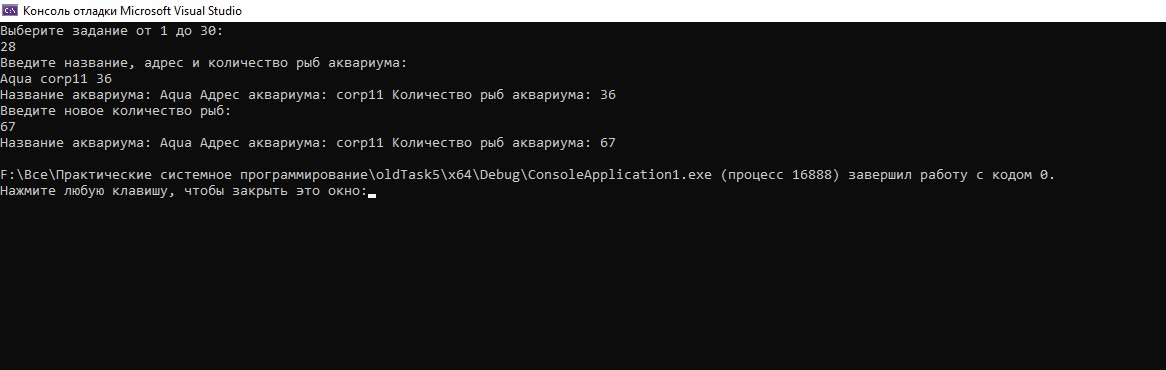 Консоль отладки Microsoft Visual Studio
Выберите задание от 1 до 30:
28
Введите название, адрес и количество рыб аквариума:
Aqua corp11 36
Название аквариума: Aqua Адрес аквариума: corp11 Количество рыб аквариума: 36
Введите новое количество рыб:
67
Название аквариума: Aqua Адрес аквариума: corp11 Количество рыб аквариума: 67
F:\Все\Практические системное программирование\oldTask5\x64\Debug\ConsoleApplication1.exe (процесс 16888) завершил работу с кодом 0.
Нажмите любую клавишу, чтобы закрыть это окно: